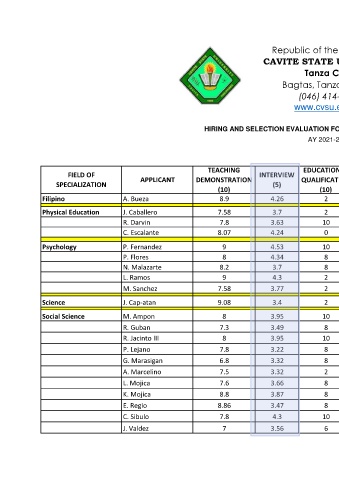 Republic of the
CAVITE STATE U
Tanza C
Bagtas, Tanza
(046) 414-
www.cvsu.e
HIRING AND SELECTION EVALUATION FO
AY 2021-2
FIELD OF SPECIALIZATION APPLICANT TEACHING DEMONSTRATION (10) INTERVIEW (5) EDUCATION QUALIFICAT (10)
Filipino A. Bueza 8.9 4.26 2
Physical Education J. Caballero 7.58 3.7 2
R. Darvin 7.8 3.63 10
C. Escalante 8.07 4.24 0
Psychology P. Fernandez 9 4.53 10
P. Flores 8 4.34 8
N. Malazarte 8.2 3.7 8
L. Ramos 9 4.3 2
M. Sanchez 7.58 3.77 2
Science J. Cap-atan 9.08 3.4 2
Social Science M. Ampon 8 3.95 10
R. Guban 7.3 3.49 8
R. Jacinto III 8 3.95 10
P. Lejano 7.8 3.22 8
G. Marasigan 6.8 3.32 8
A. Marcelino 7.5 3.32 2
L. Mojica 7.6 3.66 8
K. Mojica 8.8 3.87 8
E. Regio 8.86 3.47 8
C. Sibulo 7.8 4.3 10
J. Valdez 7 3.56 6